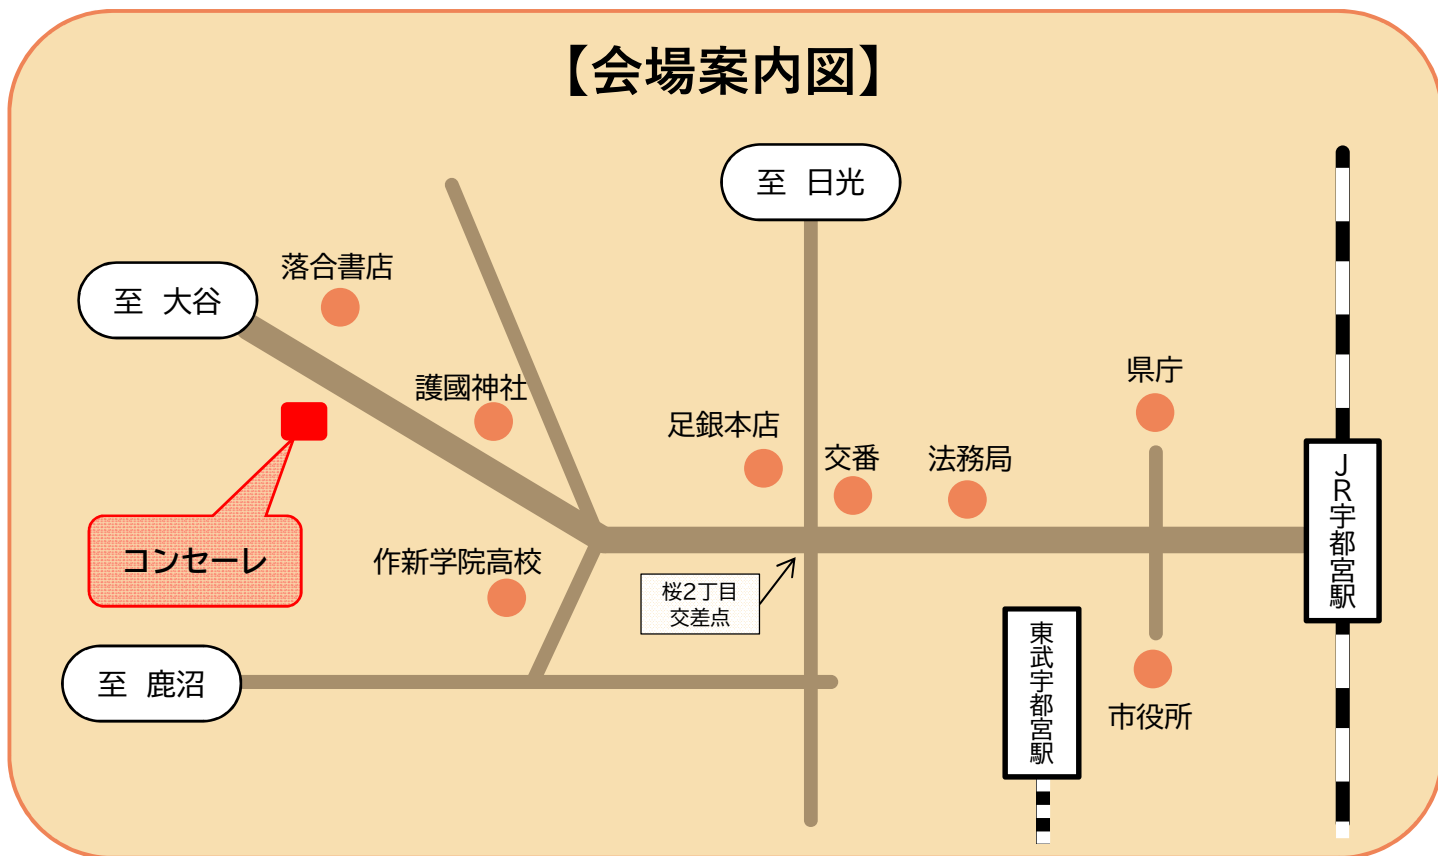 【会場案内図】
至 日光
落合書店
至 大谷
護國神社
県庁
足銀本店
交番
法務局
JR宇都宮駅
コンセーレ
作新学院高校
桜2丁目
交差点
東武宇都宮駅
至 鹿沼
市役所